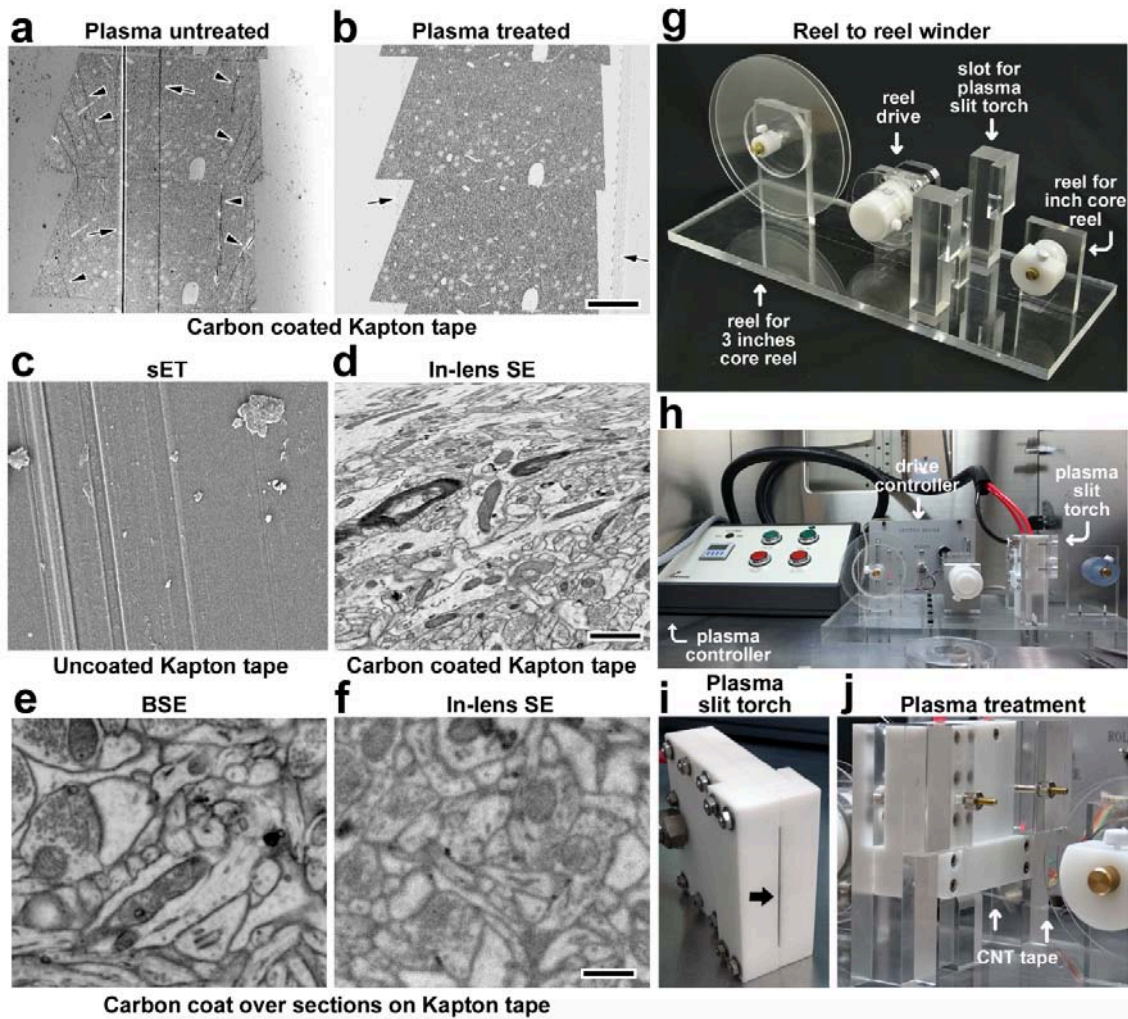 a
Plasma untreated
b
Plasma treated
Carbon coated Kapton tape
c
sET
d
In-lens SE
Uncoated Kapton tape
Carbon coated Kapton tape
e
BSE
f
In-lens SE
Carbon coat over sections on Kapton tape
g
Reel to reel winder
reel
drive
slot for
plasma
slit torch
reel for
inch core
reel
reel for
3 inches
core reel
h
drive
controller
plasma
slit
torch
plasma
controller
i
Plasma
slit torch
j
Plasma treatment
CNT tape